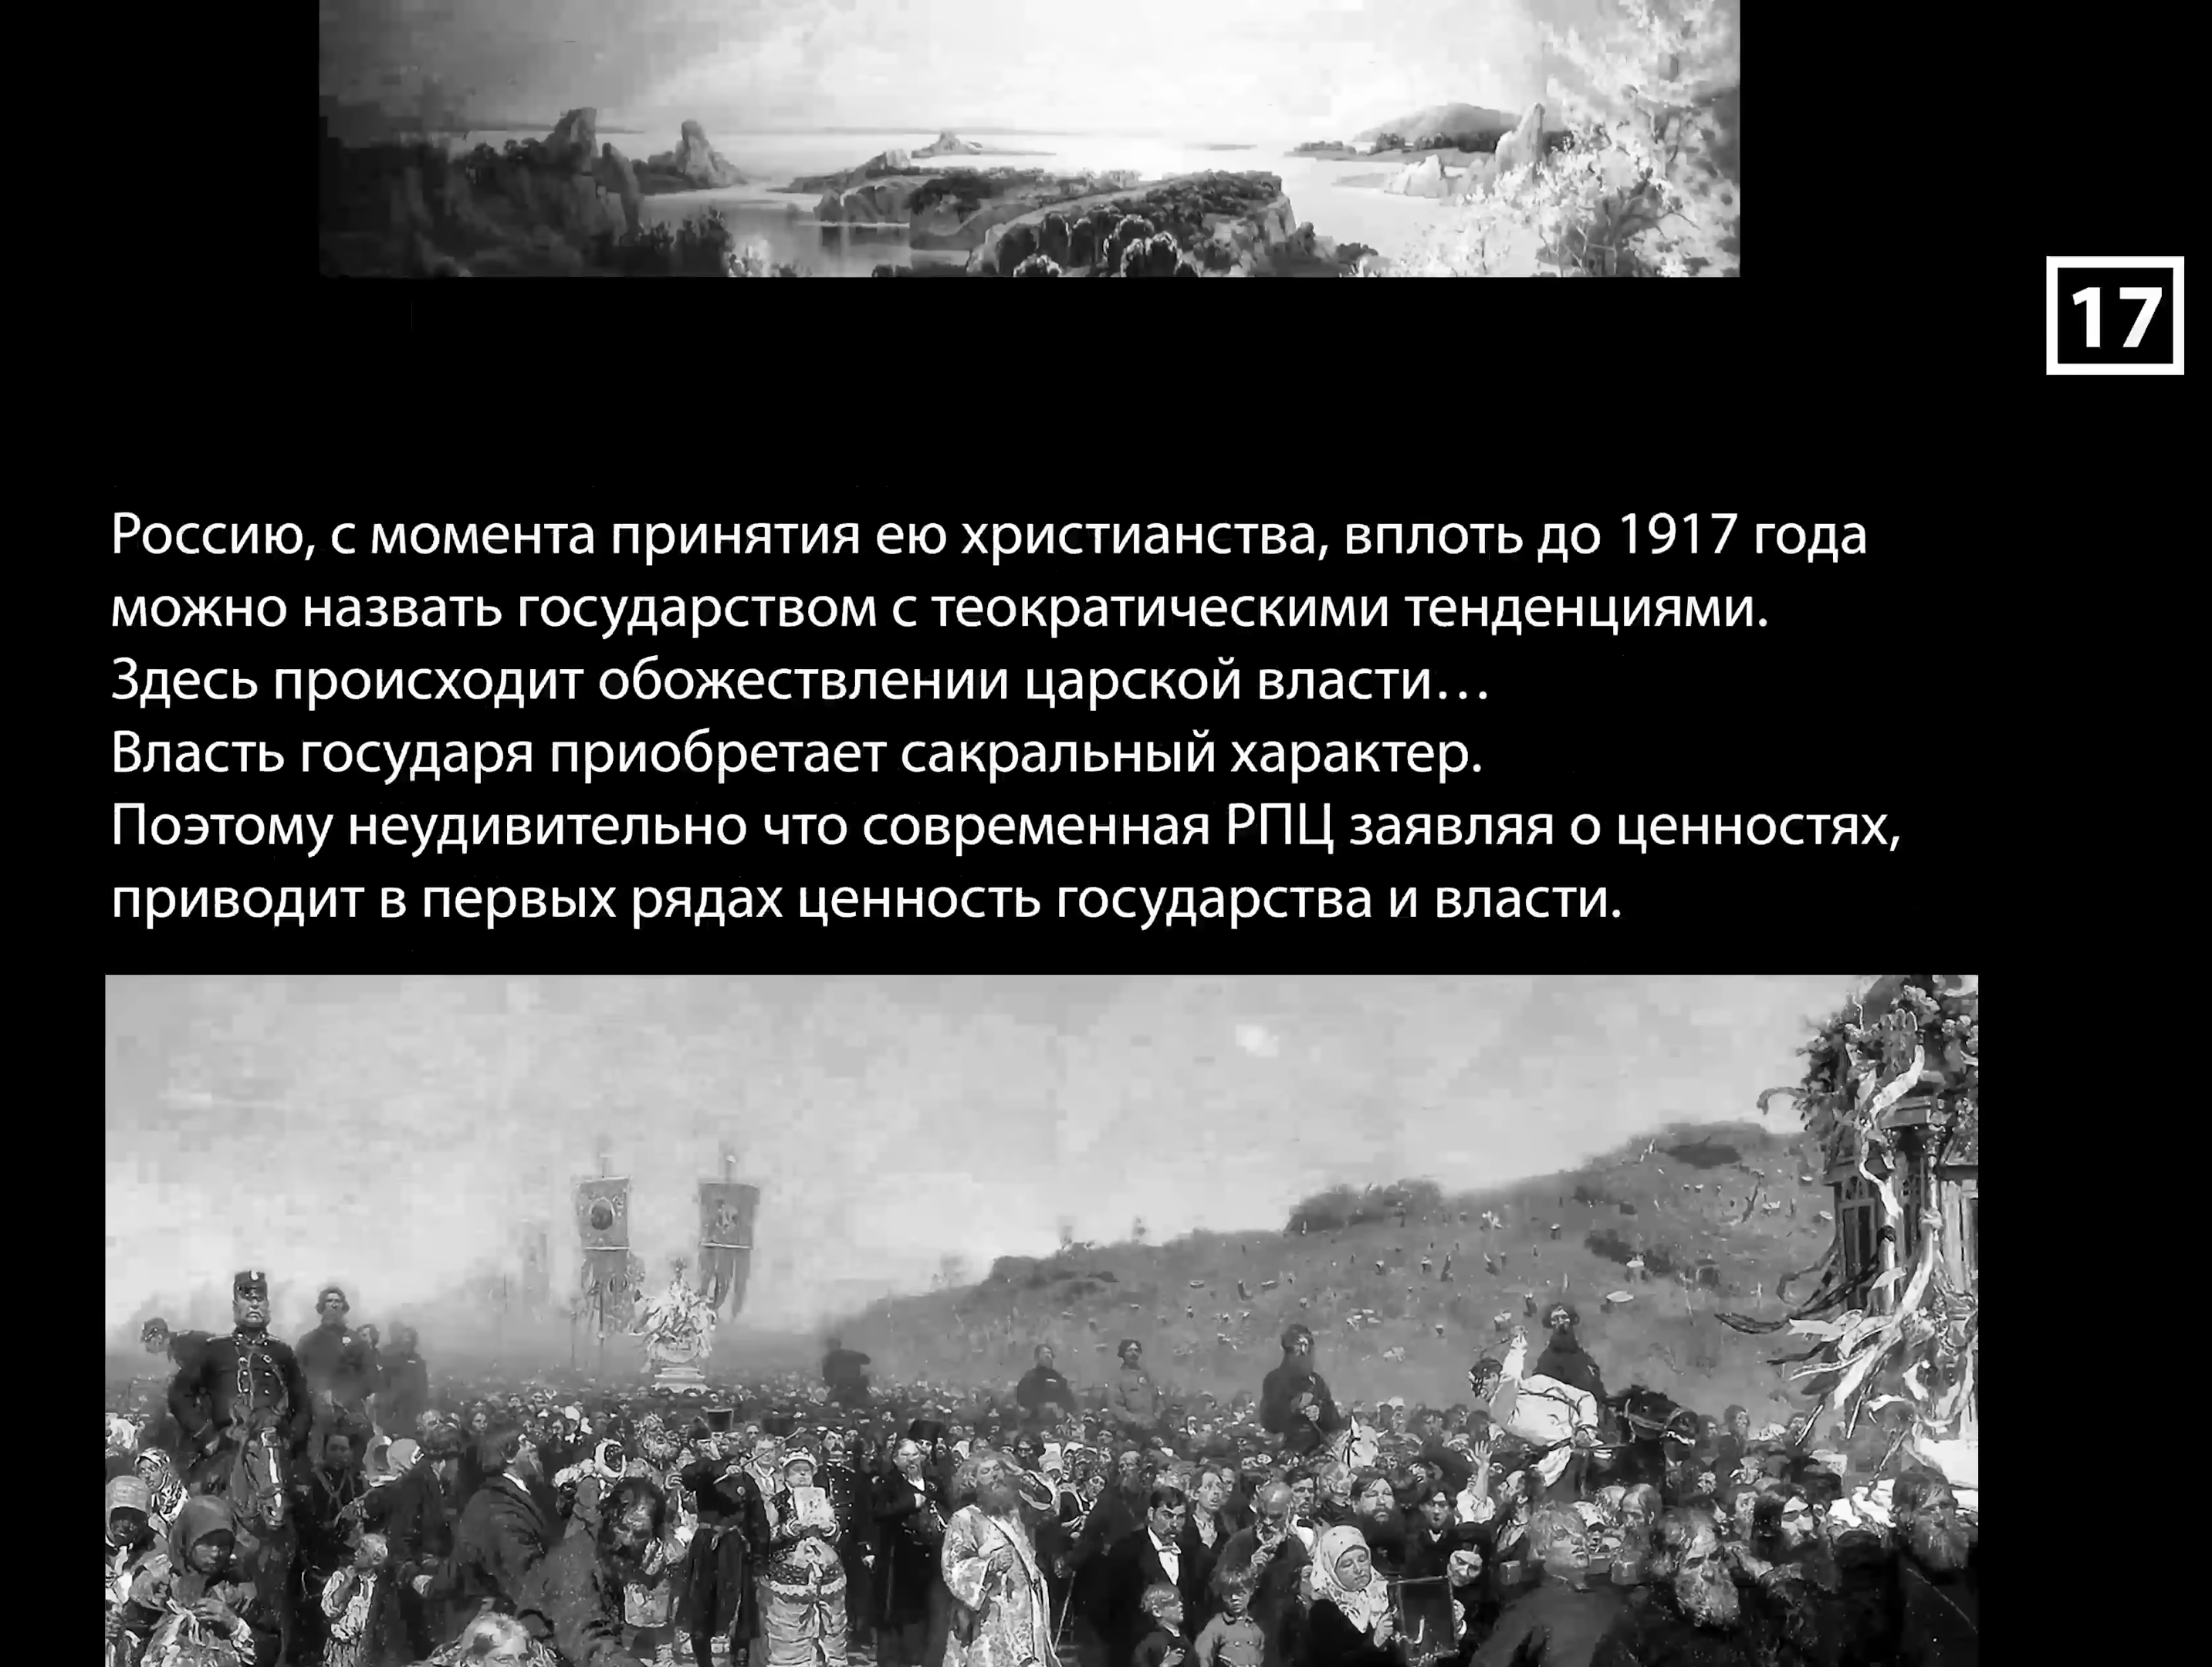 17
Россию, с момента принятия ею христианства, вплоть до 1917 года
можно назвать государством с теократическими тенденциями.
Здесь происходит обожествлении царской власти…
Власть государя приобретает сакральный характер.
Поэтому неудивительно что современная РПЦ заявляя о ценностях,
приводит в первых рядах ценность государства и власти.